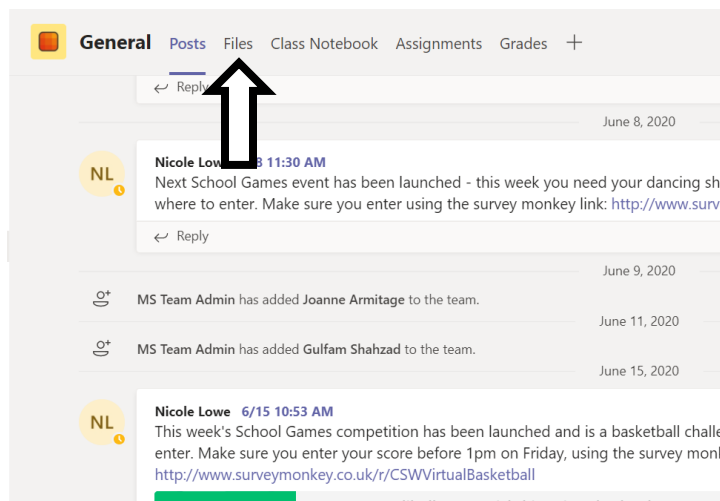 General Posts Files Class Notebook Assignments Grades
Reply
June 8, 2020
Nicole Lowe 8 11:30 AM
NL
Next School Games event has been launched - this week you need your dancing sh
where to enter. Make sure you enter using the survey monkey link: http://www.surv
Reply
June 9, 2020
MS Team Admin has added Joanne Armitage to the team.
June 11, 2020
MS Team Admin has added Gulfam Shahzad to the team.
June 15, 2020
Nicole Lowe 6/15 10:53 AM
NL
This week's School Games competition has been launched and is a basketball challe
enter. Make sure you enter your score before 1pm on Friday, using the survey monk
http://www.surveymonkey.co.uk/r/CSWVirtualBasketball